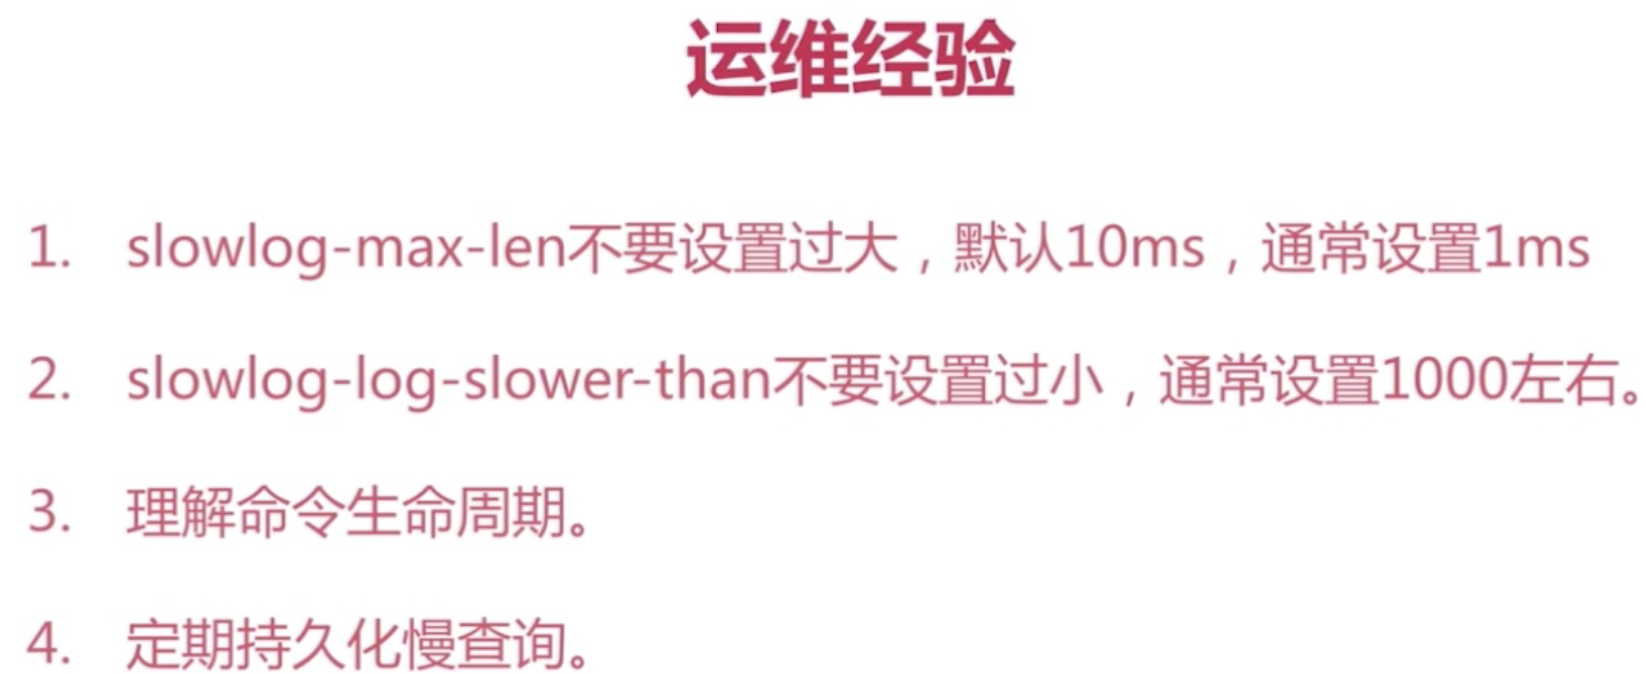 运维经验
1. slowlog-max-len不要设置过大，默认10ms，通常设置1ms
2. slowlog-log-slower-than不要设置过小，通常设置1000左右。
3. 理解命令生命周期。
4. 定期持久化慢查询。